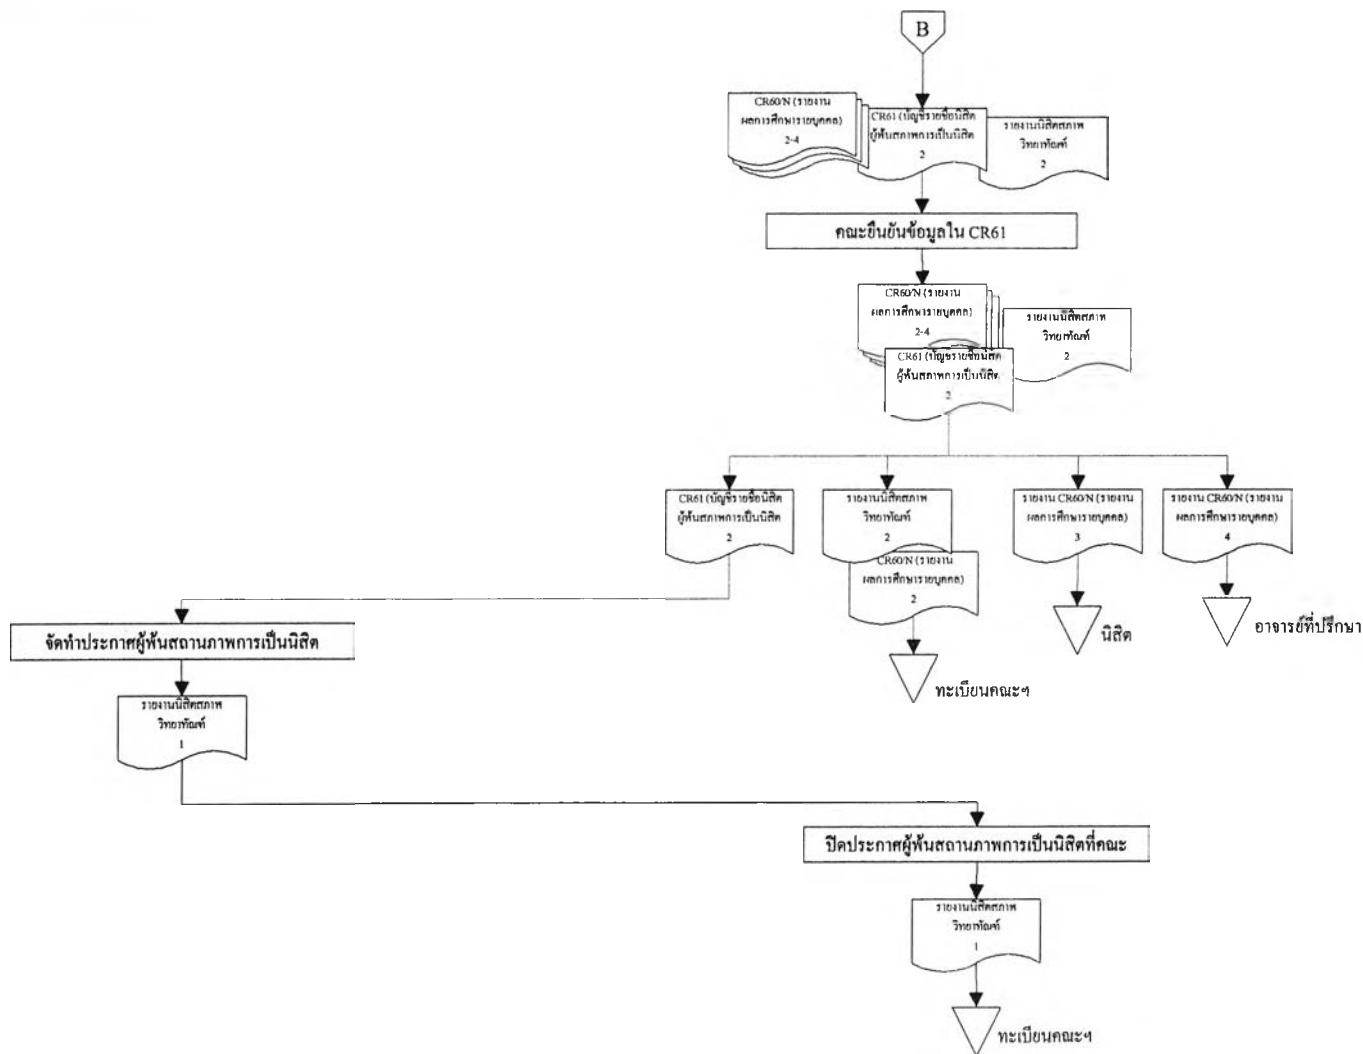 B
CR60/N (รายงาน
ผลการศึกษารายบุคคล)
2-4
CR61 (บัญชีรายชื่อนิสิต
ผู้พ้นสภาพการเป็นนิสิต
2
รายงานนิสิตสภาพ
วิทยาทัณฑ์
2
คณะยืนยันข้อมูลใน CR61
CR60/N (รายงาน
ผลการศึกษารายบุคคล)
2-4
รายงานนิสิตสภาพ
วิทยาทัณฑ์
2
CR61 (บัญชีรายชื่อนิสิต
ผู้พ้นสภาพการเป็นนิสิต
2
CR61 (บัญชีรายชื่อนิสิต
ผู้พ้นสภาพการเป็นนิสิต
2
รายงานนิสิตสภาพ
วิทยาทัณฑ์
2
CR60/N (รายงาน
ผลการศึกษารายบุคคล)
2
รายงาน CR60/N (รายงาน
ผลการศึกษารายบุคคล)
3
รายงาน CR60/N (รายงาน
ผลการศึกษารายบุคคล)
4
ทะเบียนคณะฯ
นิสิต
อาจารย์ที่ปรึกษา
จัดทำประกาศผู้พ้นสถานภาพการเป็นนิสิต
รายงานนิสิตสภาพ
วิทยาทัณฑ์
1
ปิดประกาศผู้พ้นสถานภาพการเป็นนิสิตที่คณะ
รายงานนิสิตสภาพ
วิทยาทัณฑ์
1
ทะเบียนคณะฯ